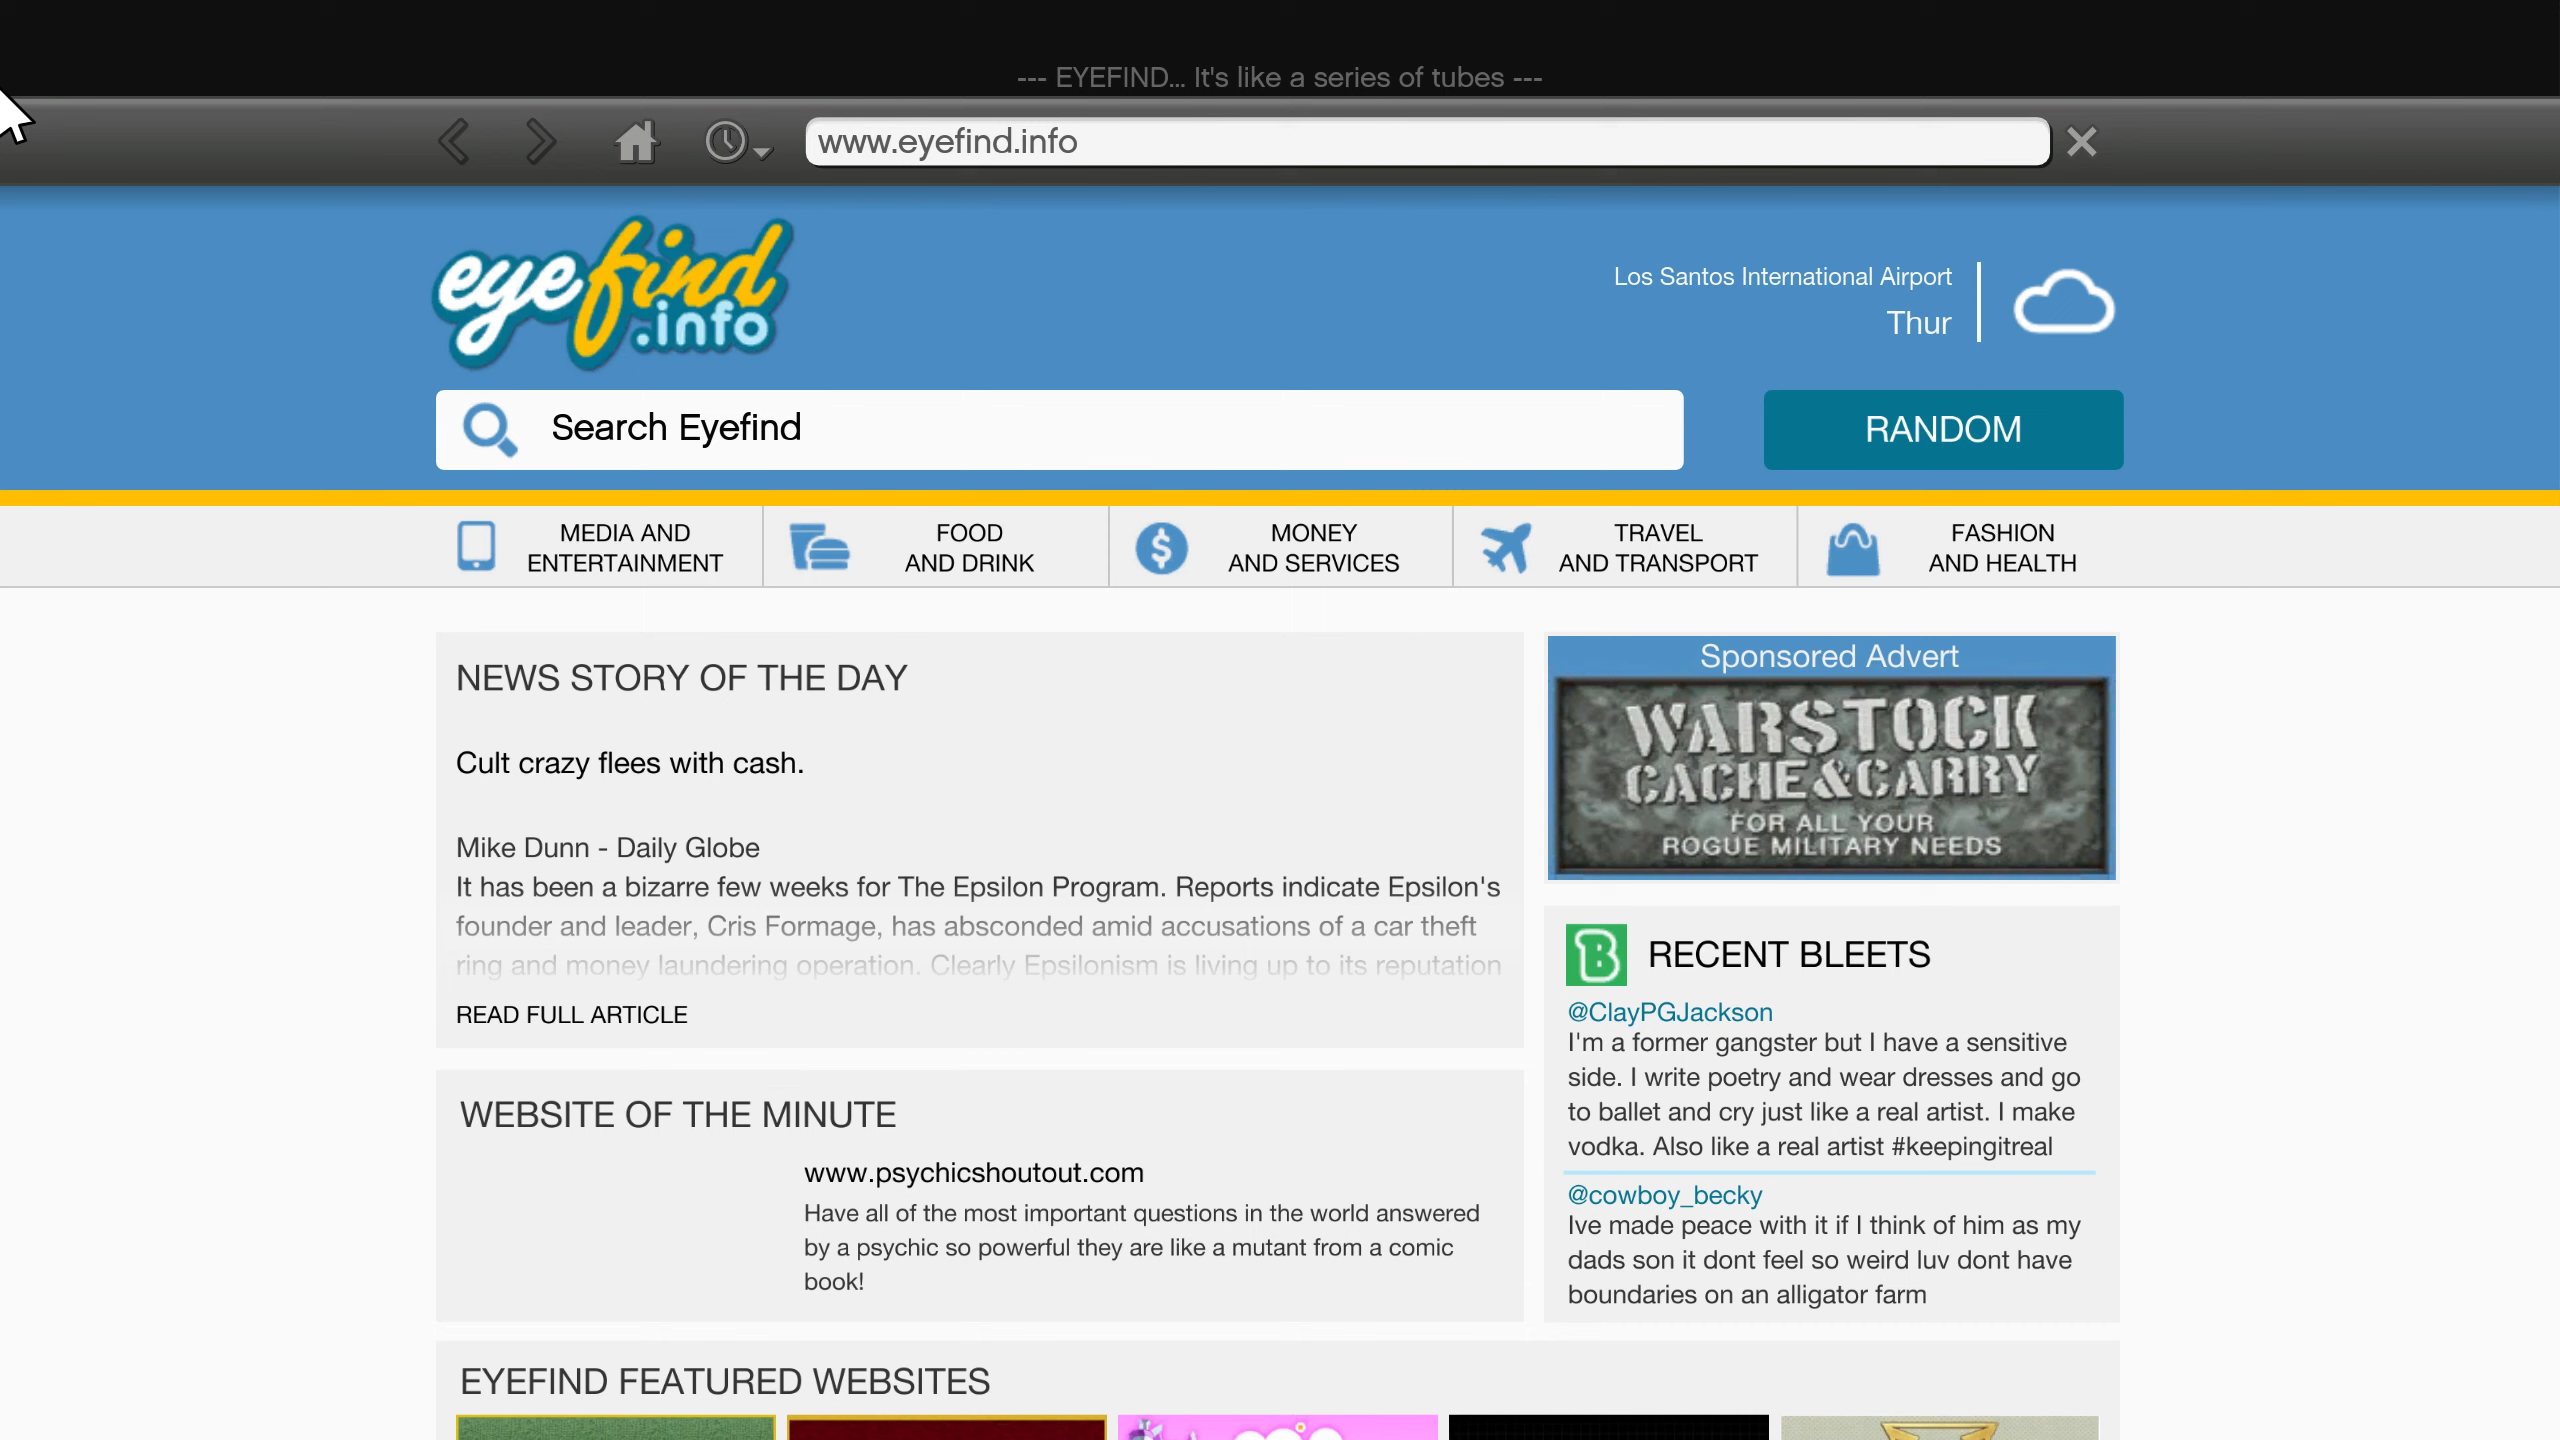 --- EYEFIND... It's like a series of tubes ---
www.eyefind.info
eyefind
.info
Los Santos International Airport
Thur
Search Eyefind
RANDOM
MEDIA AND
ENTERTAINMENT
FOOD
AND DRINK
MONEY
AND SERVICES
TRAVEL
AND TRANSPORT
FASHION
AND HEALTH
NEWS STORY OF THE DAY
Cult crazy flees with cash.
Mike Dunn - Daily Globe
It has been a bizarre few weeks for The Epsilon Program. Reports indicate Epsilon's
founder and leader, Cris Formage, has absconded amid accusations of a car theft
ring and money laundering operation. Clearly Epsilonism is living up to its reputation
READ FULL ARTICLE
WEBSITE OF THE MINUTE
www.psychicshoutout.com
Have all of the most important questions in the world answered
by a psychic so powerful they are like a mutant from a comic
book!
Sponsored Advert
WARSTOCK
CACHE&CARRY
FOR ALL YOUR
ROGUE MILITARY NEEDS
B
RECENT BLEETS
@ClayPGJackson
I'm a former gangster but I have a sensitive
side. I write poetry and wear dresses and go
to ballet and cry just like a real artist. I make
vodka. Also like a real artist #keepingitreal
@cowboy_becky
Ive made peace with it if I think of him as my
dads son it dont feel so weird luv dont have
boundaries on an alligator farm
EYEFIND FEATURED WEBSITES